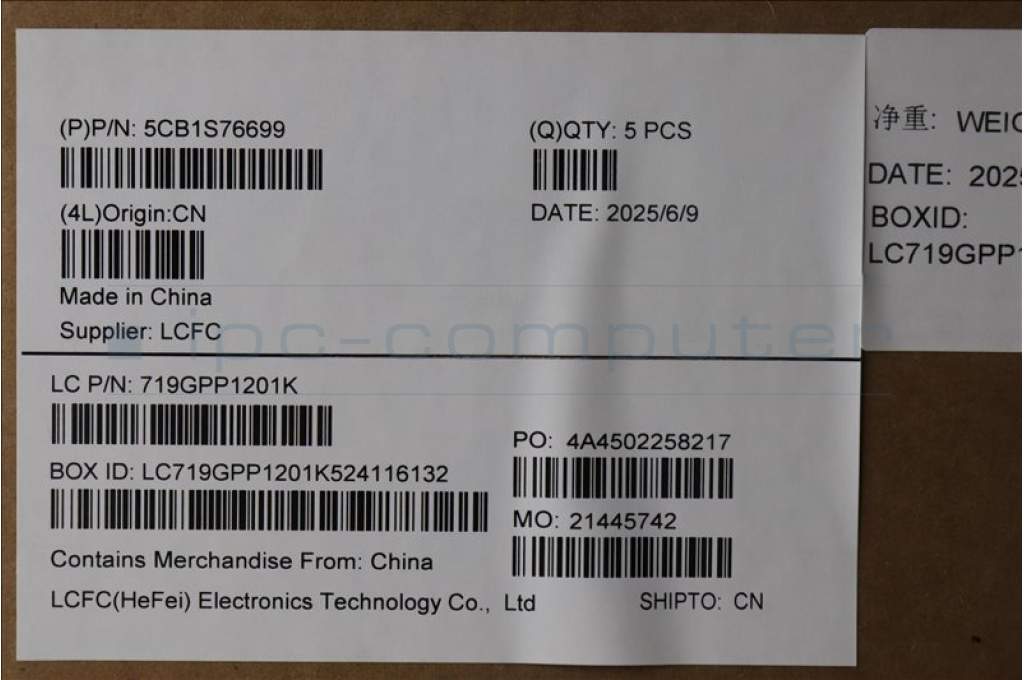 (P)P/N: 5CB1S76699
(Q)QTY: 5 PCS
(4L)Origin:CN
DATE: 2025/6/9
Made in China
Supplier: LCFC
ipc-computer
LC P/N: 719GPP1201K
PO: 4A4502258217
BOX ID: LC719GPP1201K524116132
MO: 21445742
Contains Merchandise From: China
LCFC(HeFei) Electronics Technology Co., Ltd
SHIPTO: CN
净重:
DATE:
BOXID: